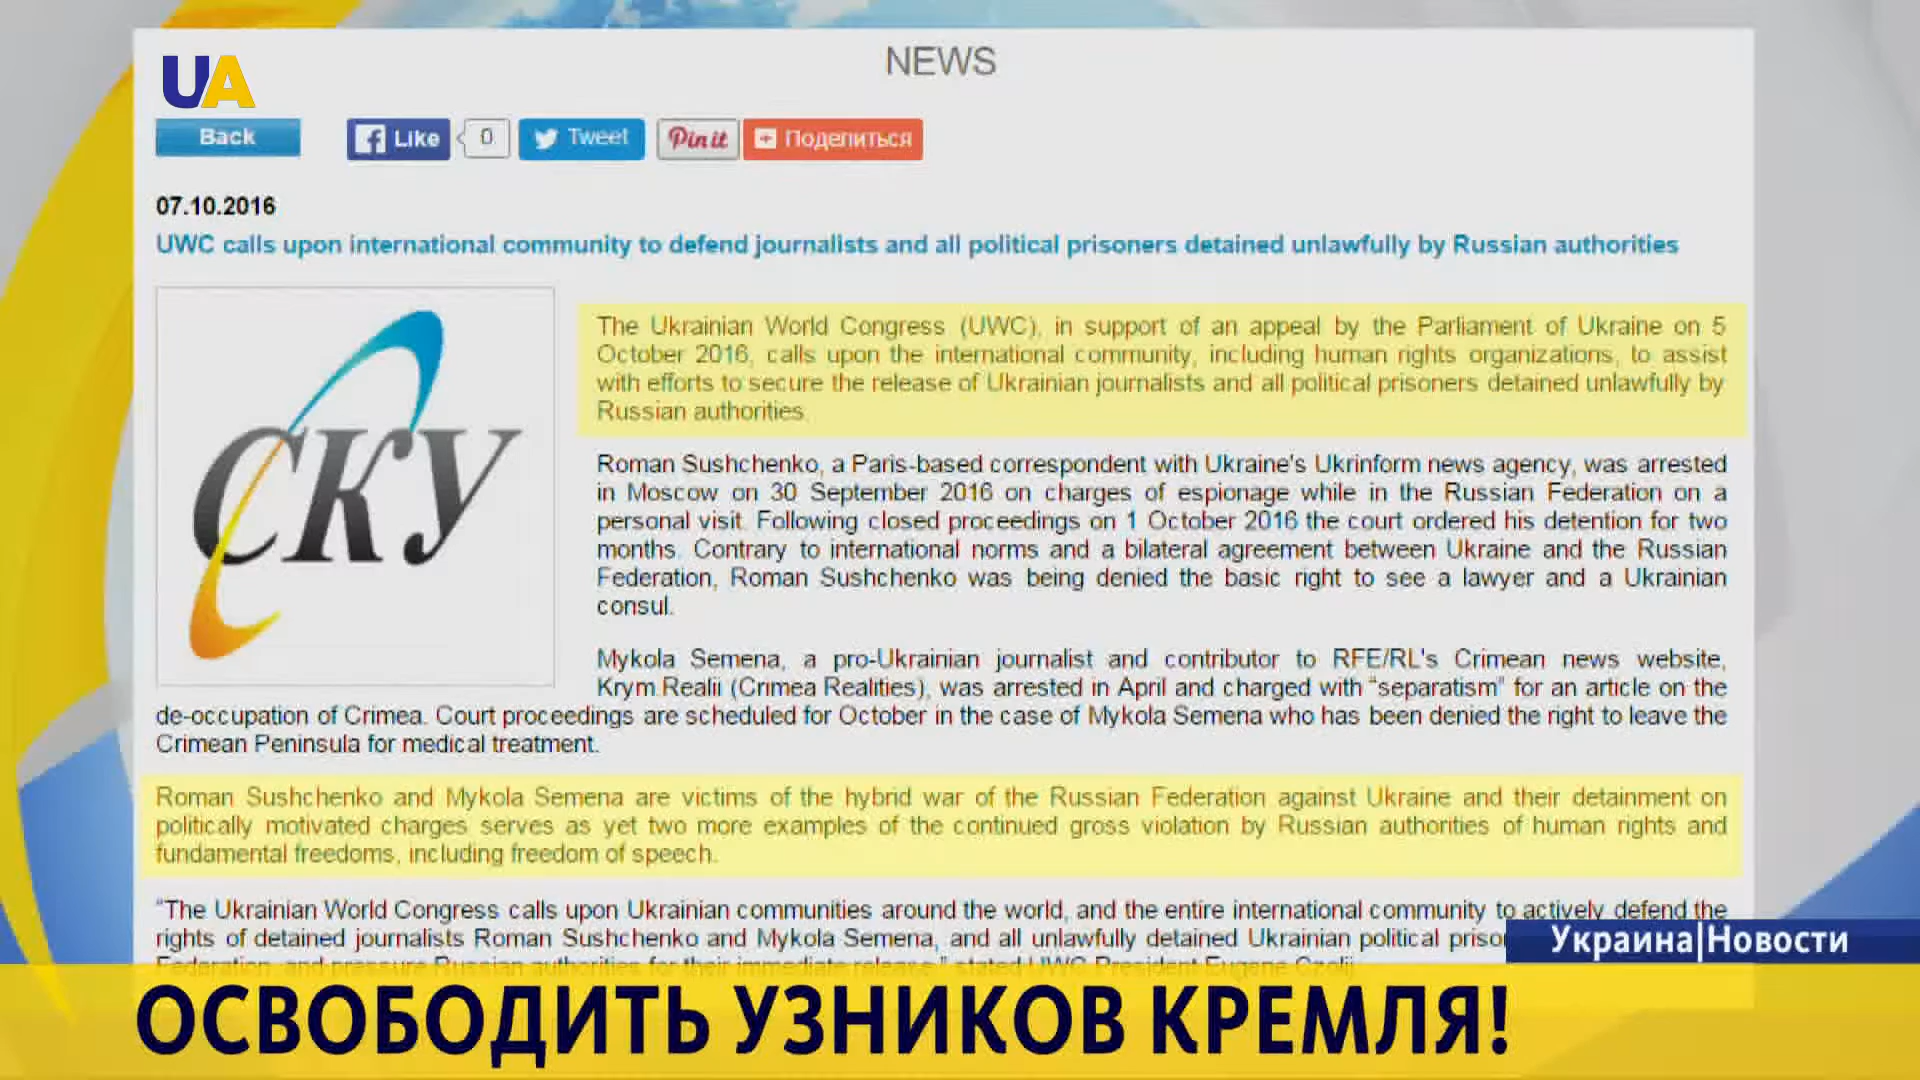 NEWS
UA
Back
Like
0
Tweet
Pin it
Поделиться
07.10.2016
UWC calls upon international community to defend journalists and all political prisoners detained unlawfully by Russian authorities
СКУ
The Ukrainian World Congress (UWC), in support of an appeal by the Parliament of Ukraine on 5
October 2016, calls upon the international community, including human rights organizations, to assist
with efforts to secure the release of Ukrainian journalists and all political prisoners detained unlawfully by
Russian authorities.
Roman Sushchenko, a Paris-based correspondent with Ukraine's Ukrinform news agency, was arrested
in Moscow on 30 September 2016 on charges of espionage while in the Russian Federation on a
personal visit. Following closed proceedings on 1 October 2016 the court ordered his detention for two
months. Contrary to international norms and a bilateral agreement between Ukraine and the Russian
Federation, Roman Sushchenko was being denied the basic right to see a lawyer and a Ukrainian
consul.
Mykola Semena, a pro-Ukrainian journalist and contributor to RFE/RL's Crimean news website,
Krym.Realii (Crimea Realities), was arrested in April and charged with “separatism” for an article on the
de-occupation of Crimea. Court proceedings are scheduled for October in the case of Mykola Semena who has been denied the right to leave the
Crimean Peninsula for medical treatment.
Roman Sushchenko and Mykola Semena are victims of the hybrid war of the Russian Federation against Ukraine and their detainment on
politically motivated charges serves as yet two more examples of the continued gross violation by Russian authorities of human rights and
fundamental freedoms, including freedom of speech.
“The Ukrainian World Congress calls upon Ukrainian communities around the world, and the entire international community to actively defend the
rights of detained journalists Roman Sushchenko and Mykola Semena, and all unlawfully detained Ukrainian political priso
Federation, and pressure Russian authorities for their immediate release,” stated UWC President Eugene Czolij.
Украина|Новости
ОСВОБОДИТЬ УЗНИКОВ КРЕМЛЯ!